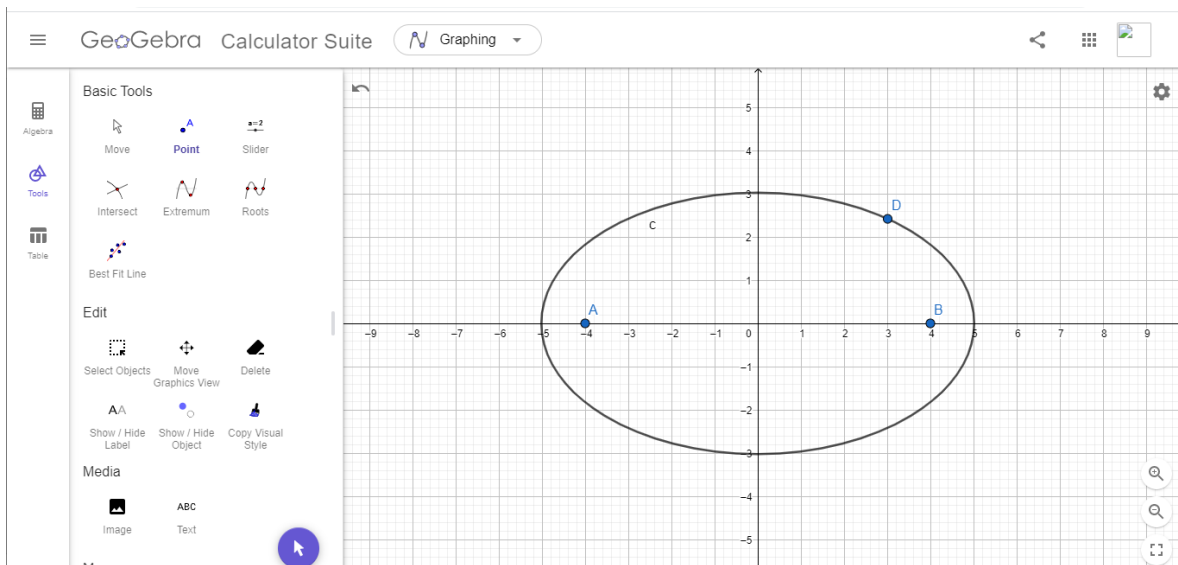 GeoGebra Calculator Suite Graphing
Algebra
Tools
Table
Basic Tools
Move Point a=2 Slider
A
Intersect Extremum Roots
Best Fit Line
Edit
Select Objects Move Graphics View Delete
AA
Show / Hide Label Show / Hide Object Copy Visual Style
Media
ABC
Image Text
5
4
3
2
1
–9 –8 –7 –6 –5 –4 –3 –2 –1 0 1 2 3 4 5 6 7 8 9
–1
–2
–3
–4
–5
c
D
A
B